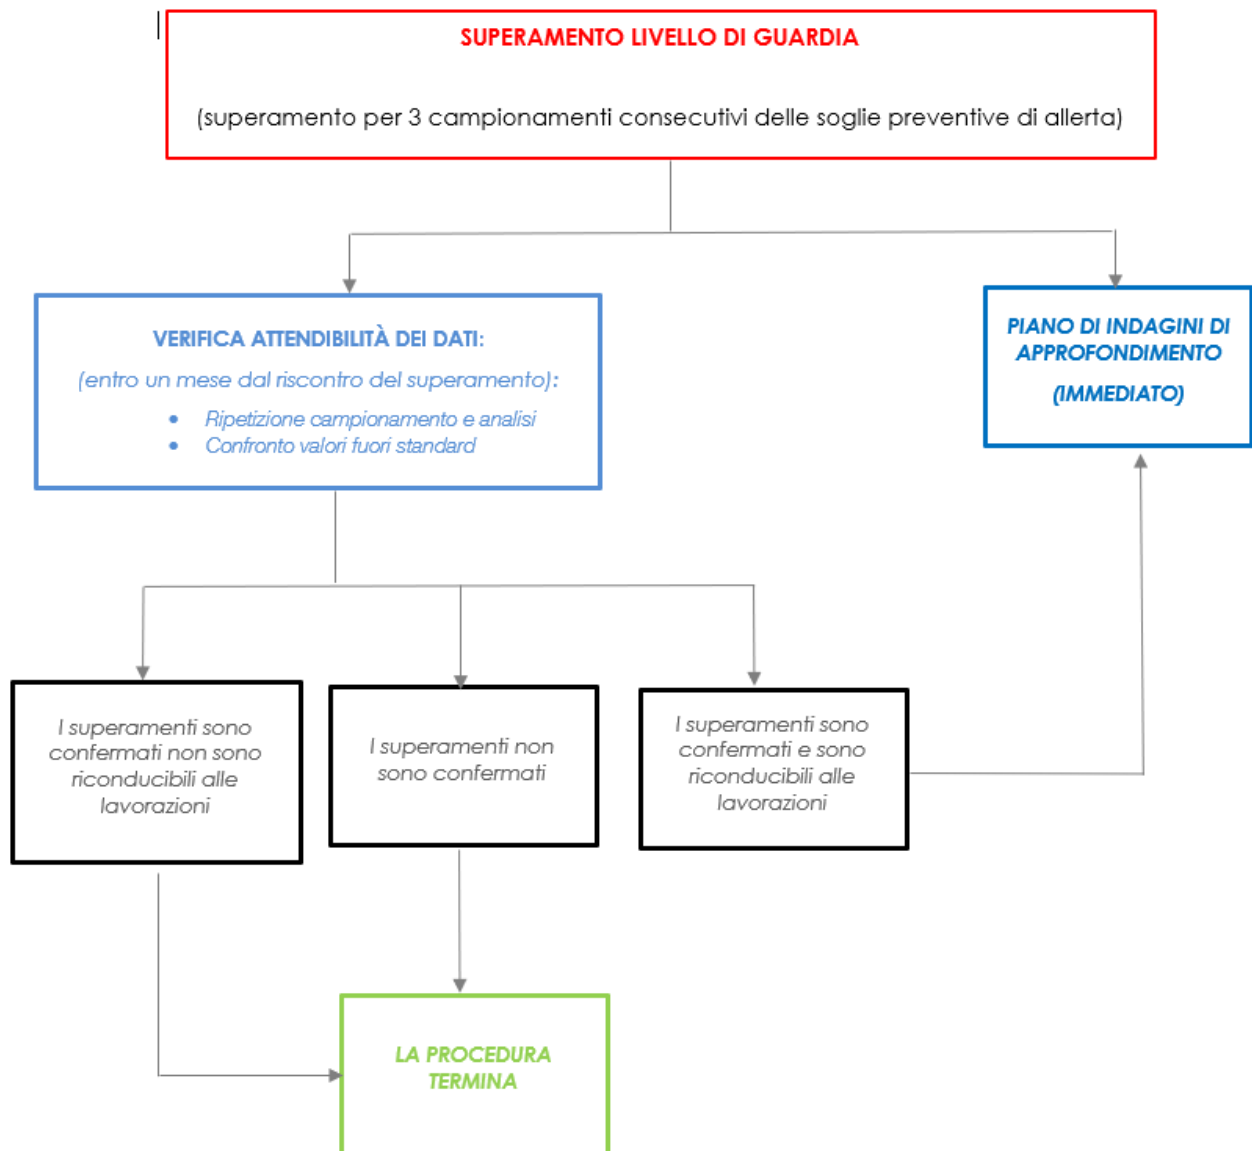 SUPERAMENTO LIVELLO DI GUARDIA
(superamento per 3 campionamenti consecutivi delle soglie preventive di allerta)
VERIFICA ATTENDIBILITÀ DEI DATI:
(entro un mese dal riscontro del superamento):
• Ripetizione campionamento e analisi
• Confronto valori fuori standard
PIANO DI INDAGINI DI
APPROFONDIMENTO
(IMMEDIATO)
I superamenti sono
confermati non sono
riconducibili alle
lavorazioni
I superamenti non
sono confermati
I superamenti sono
confermati e sono
riconducibili alle
lavorazioni
LA PROCEDURA
TERMINA